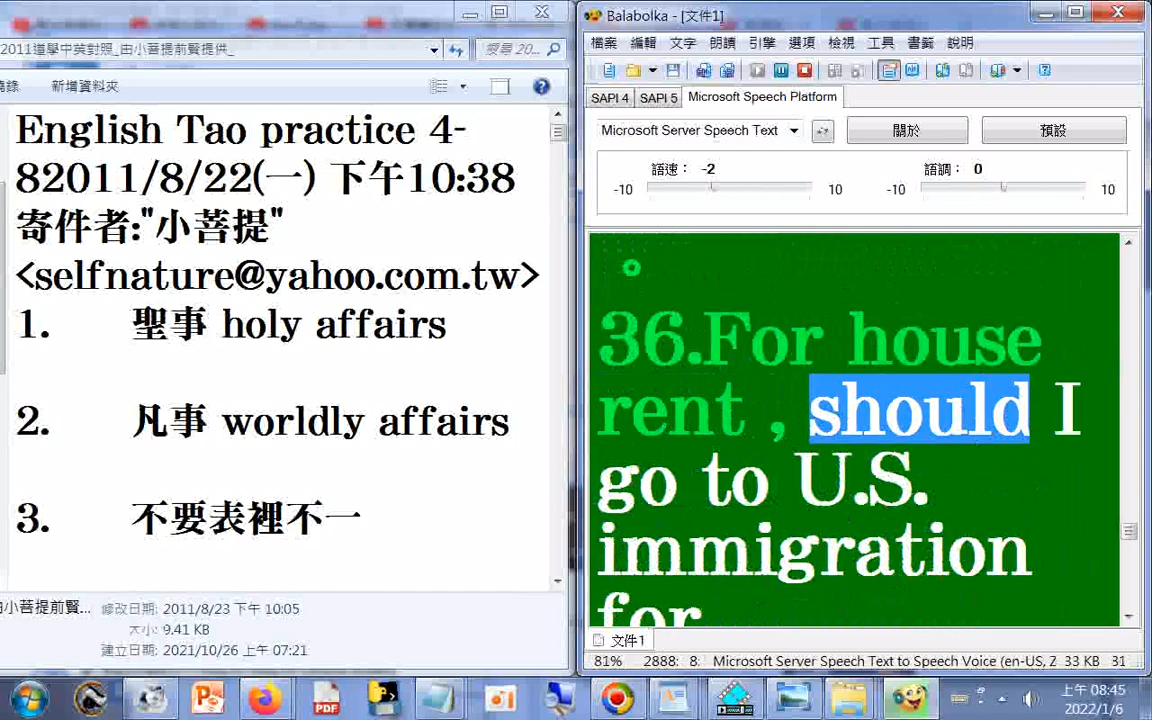 2011道學中英對照_由小菩提前賢提供_
搜尋 20...
新增資料夾
English Tao practice 4-
82011/8/22(一) 下午10:38
寄件者:"小菩提"
<selfnature@yahoo.com.tw>
1. 聖事 holy affairs
2. 凡事 worldly affairs
3. 不要表裡不一
由小菩提前賢... 修改日期: 2011/8/23 下午 10:05
大小: 9.41 KB
建立日期: 2021/10/26 上午 07:21
Balabolka - [文件1]
檔案 編輯 文字 朗讀 引擎 選項 檢視 工具 書籤 說明
SAPI 4 SAPI 5 Microsoft Speech Platform
Microsoft Server Speech Text 關於 預設
語速: -2 語調: 0
-10 10 -10 10
36.For house
rent , should I
go to U.S.
immigration
for
文件1
81% 2888: 8: Microsoft Server Speech Text to Speech Voice (en-US, Z 33 KB 31
PDF
上午 08:45
2022/1/6